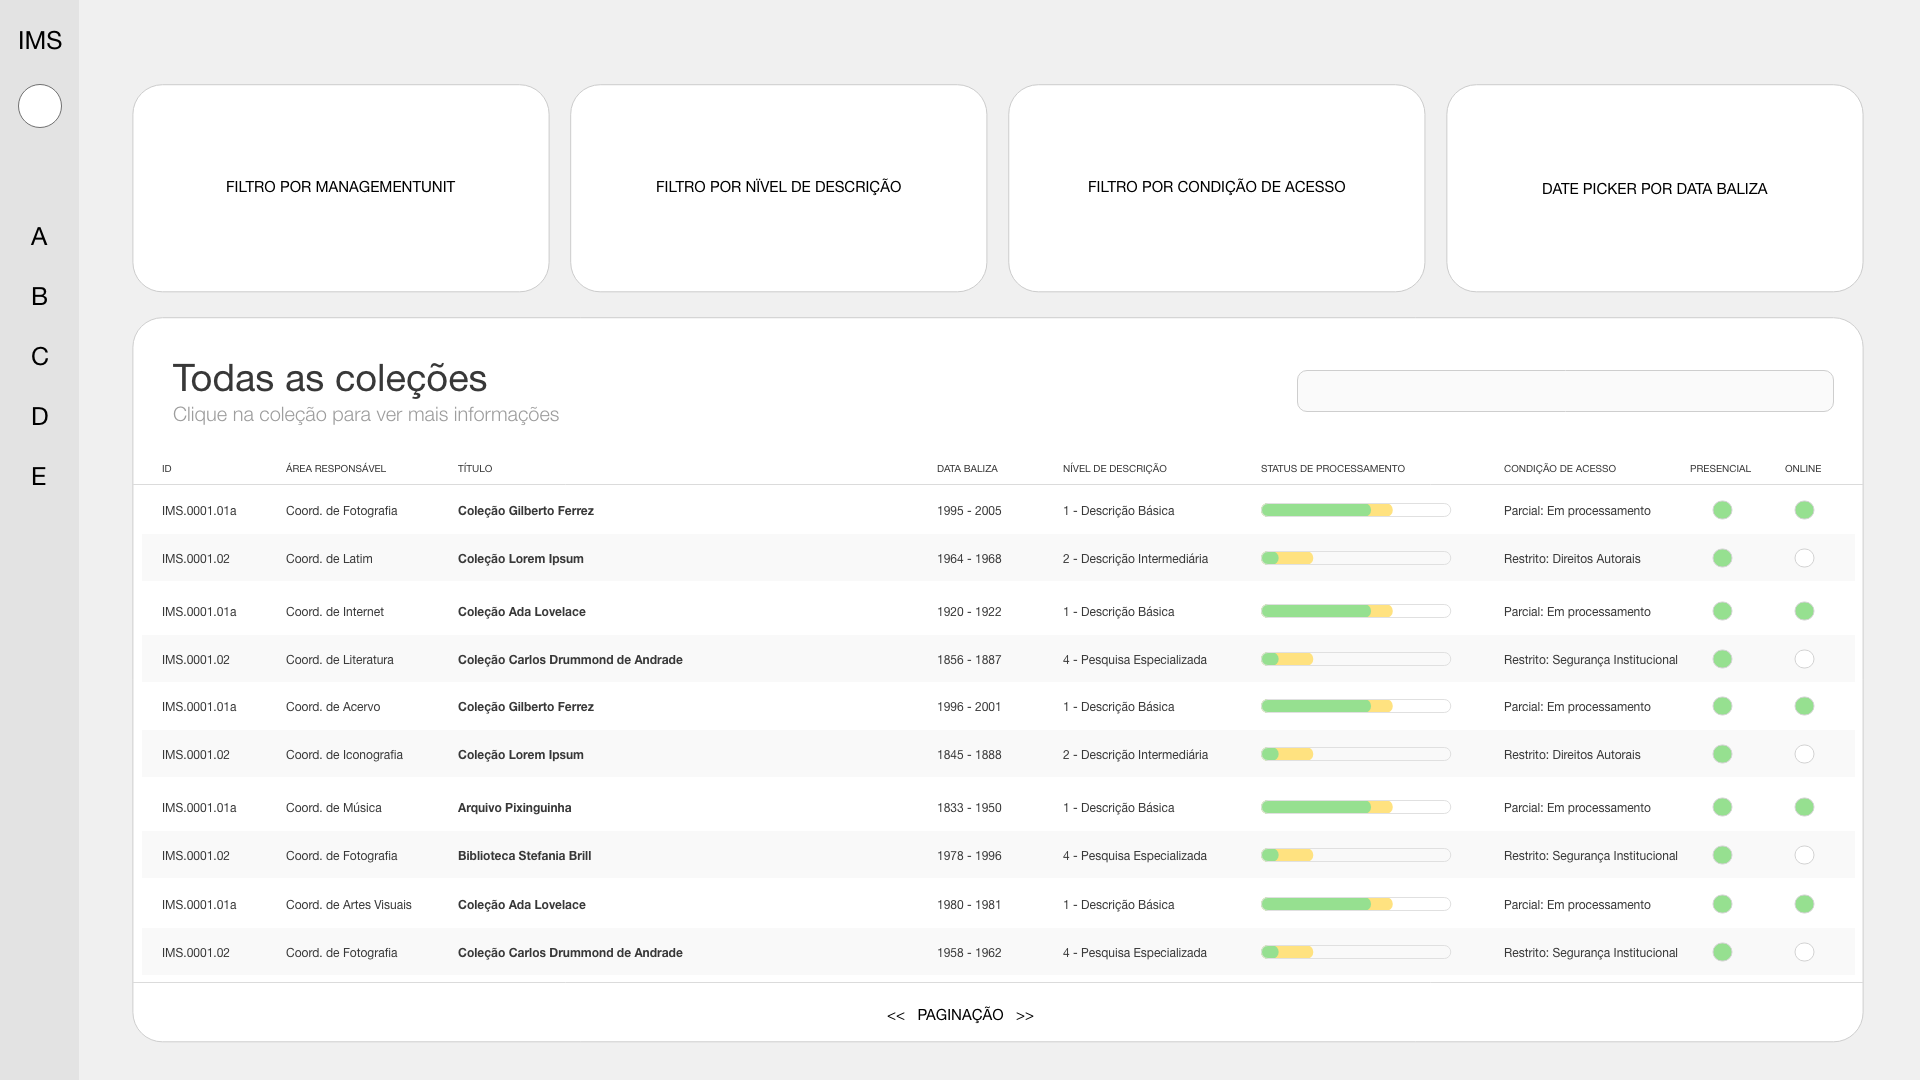 IMS
A
B
C
D
E
FILTRO POR MANAGEMENTUNIT
FILTRO POR NÏVEL DE DESCRIÇÃO
FILTRO POR CONDIÇÃO DE ACESSO
DATE PICKER POR DATA BALIZA
Todas as coleções
Clique na coleção para ver mais informações
ID ÁREA RESPONSÁVEL TÍTULO DATA BALIZA NÍVEL DE DESCRIÇÃO STATUS DE PROCESSAMENTO CONDIÇÃO DE ACESSO PRESENCIAL ONLINE
IMS.0001.01a Coord. de Fotografia Coleção Gilberto Ferrez 1995 - 2005 1 - Descrição Básica Parcial: Em processamento
IMS.0001.02 Coord. de Latim Coleção Lorem Ipsum 1964 - 1968 2 - Descrição Intermediária Restrito: Direitos Autorais
IMS.0001.01a Coord. de Internet Coleção Ada Lovelace 1920 - 1922 1 - Descrição Básica Parcial: Em processamento
IMS.0001.02 Coord. de Literatura Coleção Carlos Drummond de Andrade 1856 - 1887 4 - Pesquisa Especializada Restrito: Segurança Institucional
IMS.0001.01a Coord. de Acervo Coleção Gilberto Ferrez 1996 - 2001 1 - Descrição Básica Parcial: Em processamento
IMS.0001.02 Coord. de Iconografia Coleção Lorem Ipsum 1845 - 1888 2 - Descrição Intermediária Restrito: Direitos Autorais
IMS.0001.01a Coord. de Música Arquivo Pixinguinha 1833 - 1950 1 - Descrição Básica Parcial: Em processamento
IMS.0001.02 Coord. de Fotografia Biblioteca Stefania Brill 1978 - 1996 4 - Pesquisa Especializada Restrito: Segurança Institucional
IMS.0001.01a Coord. de Artes Visuais Coleção Ada Lovelace 1980 - 1981 1 - Descrição Básica Parcial: Em processamento
IMS.0001.02 Coord. de Fotografia Coleção Carlos Drummond de Andrade 1958 - 1962 4 - Pesquisa Especializada Restrito: Segurança Institucional
<< PAGINAÇÃO >>